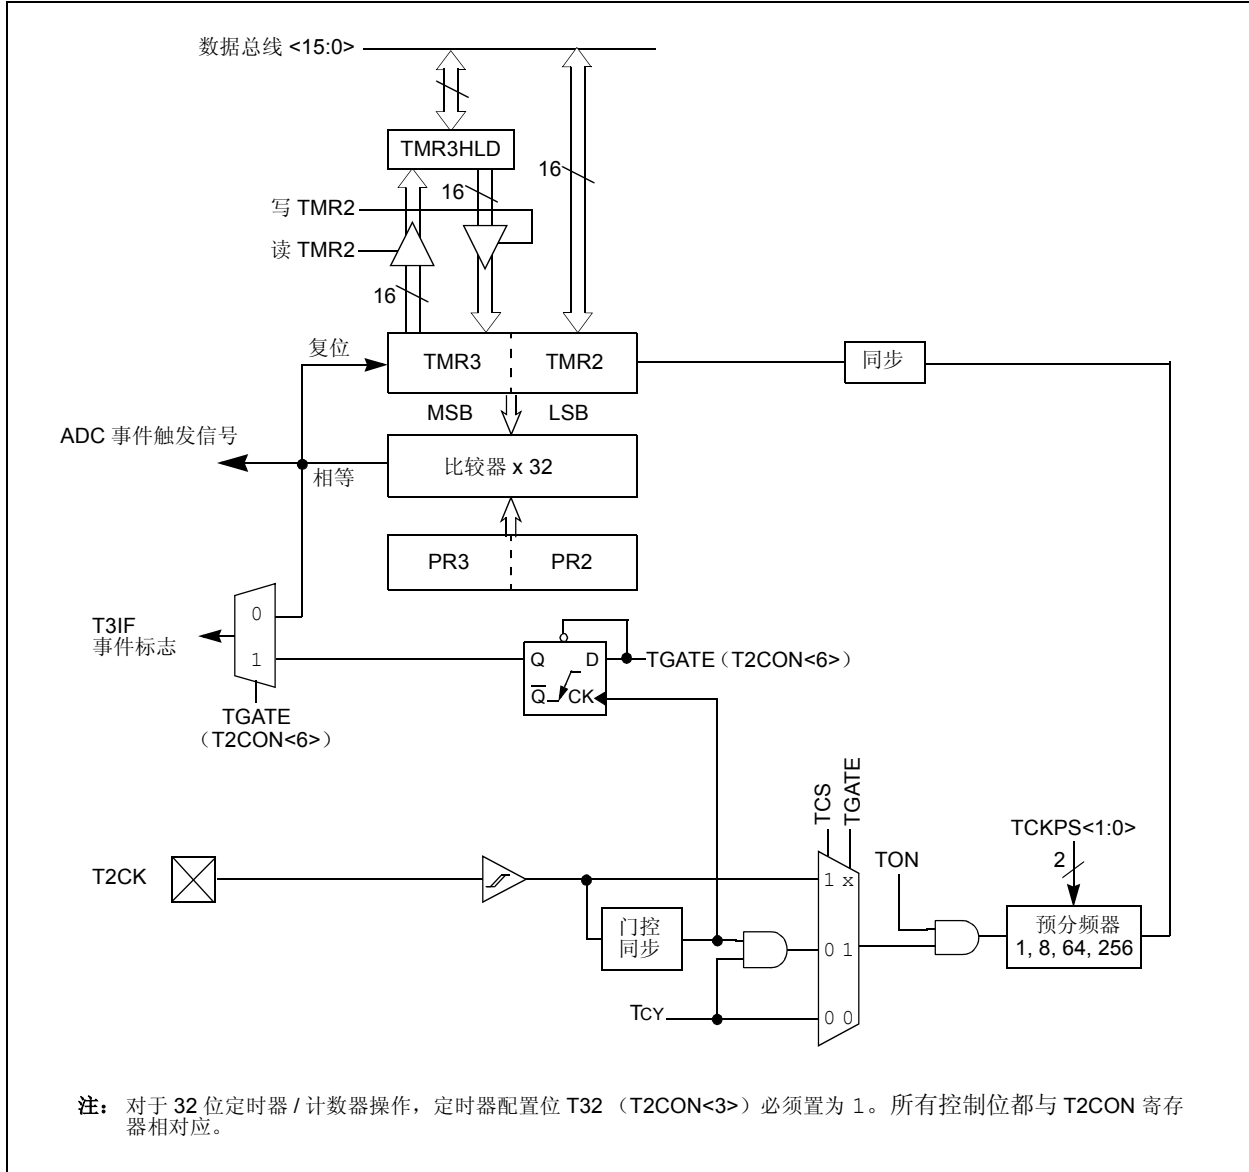 数据总线 <15:0>
TMR3HLD
16
16
写 TMR2
读 TMR2
16
复位
TMR3
TMR2
同步
MSB
LSB
ADC 事件触发信号
相等
比较器 x 32
PR3
PR2
0
1
T3IF
事件标志
Q
D
Q̅
CK
TGATE（T2CON<6>）
TGATE
（T2CON<6>）
TCS
TGATE
TCKPS<1:0>
2
T2CK
1 x
TON
门控
同步
0 1
预分频器
1, 8, 64, 256
TCY
0 0
注： 对于 32 位定时器 / 计数器操作，定时器配置位 T32 （T2CON<3>）必须置为 1。所有控制位都与 T2CON 寄存
器相对应。